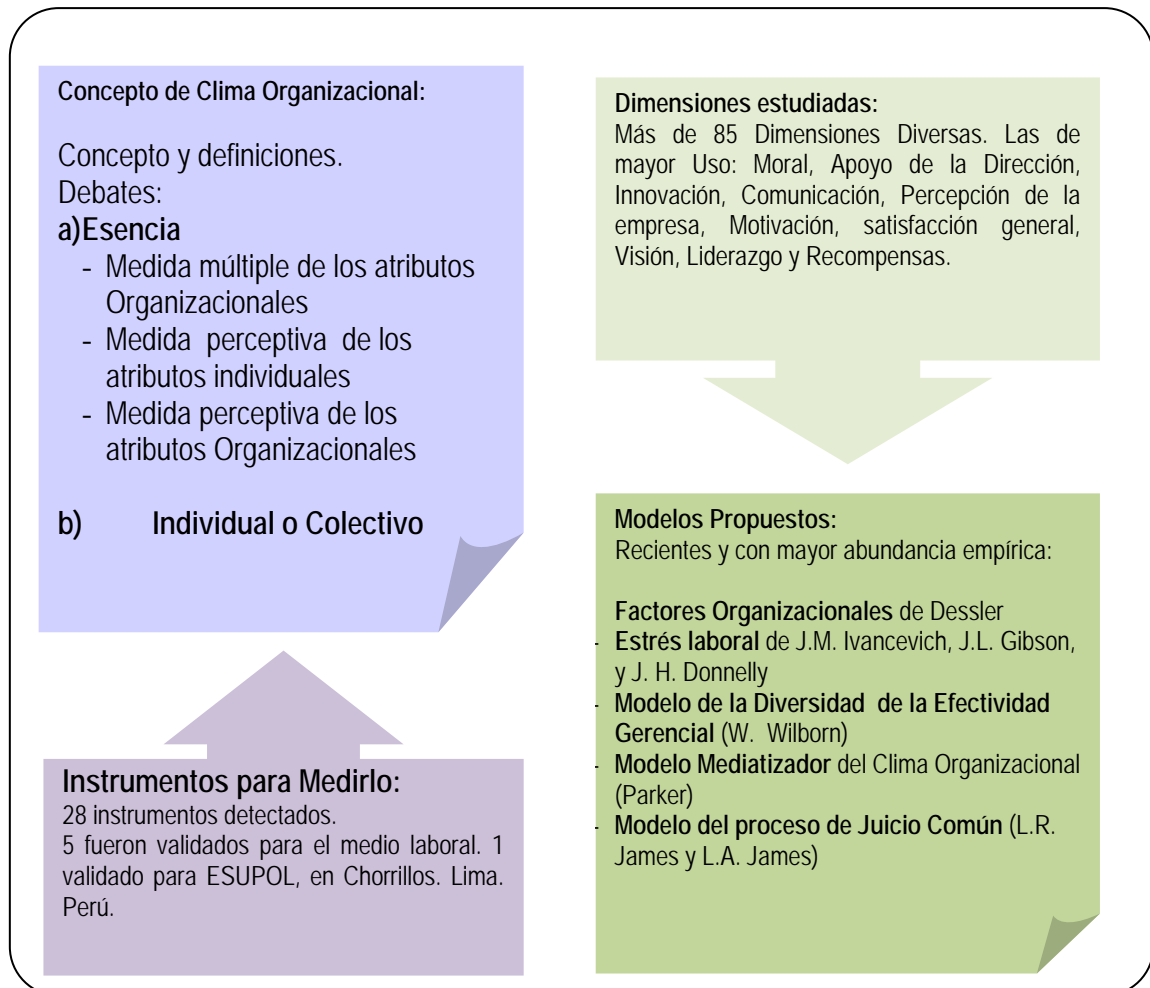 Concepto de Clima Organizacional:
Concepto y definiciones.
Debates:
a)Esencia
- Medida múltiple de los atributos
Organizacionales
- Medida perceptiva de los
atributos individuales
- Medida perceptiva de los
atributos Organizacionales
b) Individual o Colectivo
Instrumentos para Medirlo:
28 instrumentos detectados.
5 fueron validados para el medio laboral. 1
validado para ESUPOL, en Chorrillos. Lima.
Perú.
Dimensiones estudiadas:
Más de 85 Dimensiones Diversas. Las de
mayor Uso: Moral, Apoyo de la Dirección,
Innovación, Comunicación, Percepción de la
empresa, Motivación, satisfacción general,
Visión, Liderazgo y Recompensas.
Modelos Propuestos:
Recientes y con mayor abundancia empírica:
Factores Organizacionales de Dessler
- Estrés laboral de J.M. Ivancevich, J.L. Gibson,
y J. H. Donnelly
- Modelo de la Diversidad de la Efectividad
Gerencial (W. Wilborn)
- Modelo Mediatizador del Clima Organizacional
(Parker)
- Modelo del proceso de Juicio Común (L.R.
James y L.A. James)